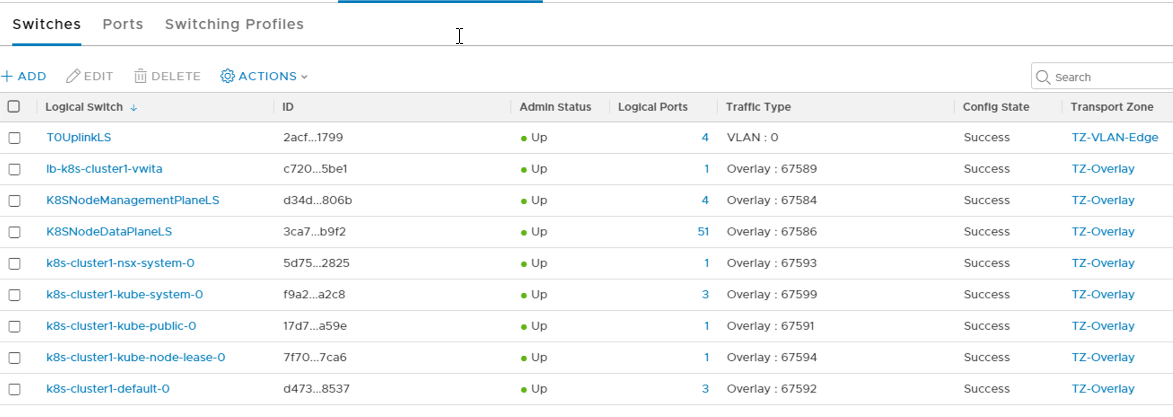 Switches Ports Switching Profiles
+ ADD EDIT DELETE ACTIONS Search
Logical Switch ↓ ID Admin Status Logical Ports Traffic Type Config State Transport Zone
T0UplinkLS 2acf...1799 Up 4 VLAN : 0 Success TZ-VLAN-Edge
lb-k8s-cluster1-vwita c720...5be1 Up 1 Overlay : 67589 Success TZ-Overlay
K8SNodeManagementPlaneLS d34d...806b Up 4 Overlay : 67584 Success TZ-Overlay
K8SNodeDataPlaneLS 3ca7...b9f2 Up 51 Overlay : 67586 Success TZ-Overlay
k8s-cluster1-nsx-system-0 5d75...2825 Up 1 Overlay : 67593 Success TZ-Overlay
k8s-cluster1-kube-system-0 f9a2...a2c8 Up 3 Overlay : 67599 Success TZ-Overlay
k8s-cluster1-kube-public-0 17d7...a59e Up 1 Overlay : 67591 Success TZ-Overlay
k8s-cluster1-kube-node-lease-0 7f70...7ca6 Up 1 Overlay : 67594 Success TZ-Overlay
k8s-cluster1-default-0 d473...8537 Up 3 Overlay : 67592 Success TZ-Overlay